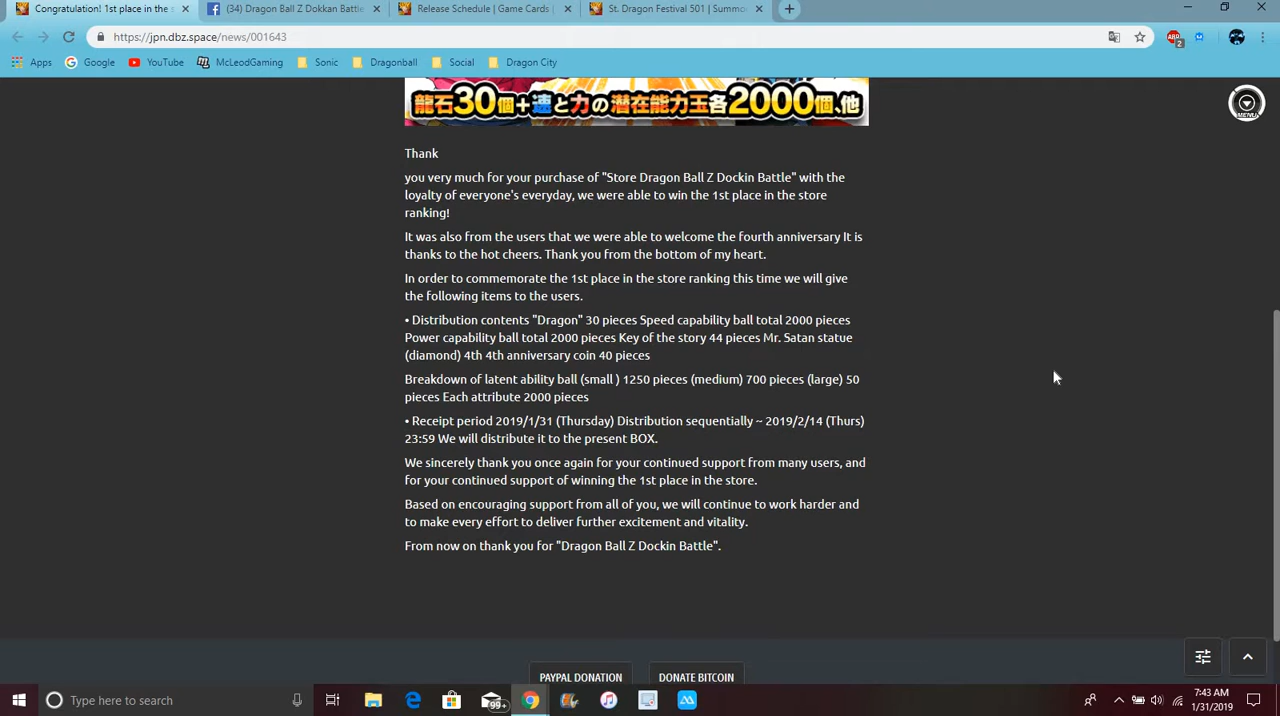 Congratulation! 1st place in the s
(34) Dragon Ball Z Dokkan Battle
Release Schedule | Game Cards |
St. Dragon Festival 501 | Summo
https://jpn.dbz.space/news/001643
ABP
2
Apps
Google
YouTube
McLeodGaming
Sonic
Dragonball
Social
Dragon City
龍石30個+速と力の潜在能力玉各2000個、他
MENU
Thank
you very much for your purchase of "Store Dragon Ball Z Dockin Battle" with the
loyalty of everyone's everyday, we were able to win the 1st place in the store
ranking!
It was also from the users that we were able to welcome the fourth anniversary It is
thanks to the hot cheers. Thank you from the bottom of my heart.
In order to commemorate the 1st place in the store ranking this time we will give
the following items to the users.
• Distribution contents "Dragon" 30 pieces Speed capability ball total 2000 pieces
Power capability ball total 2000 pieces Key of the story 44 pieces Mr. Satan statue
(diamond) 4th 4th anniversary coin 40 pieces
Breakdown of latent ability ball (small ) 1250 pieces (medium) 700 pieces (large) 50
pieces Each attribute 2000 pieces
• Receipt period 2019/1/31 (Thursday) Distribution sequentially ~ 2019/2/14 (Thurs)
23:59 We will distribute it to the present BOX.
We sincerely thank you once again for your continued support from many users, and
for your continued support of winning the 1st place in the store.
Based on encouraging support from all of you, we will continue to work harder and
to make every effort to deliver further excitement and vitality.
From now on thank you for "Dragon Ball Z Dockin Battle".
PAYPAL DONATION
DONATE BITCOIN
Type here to search
99+
7:43 AM
1/31/2019